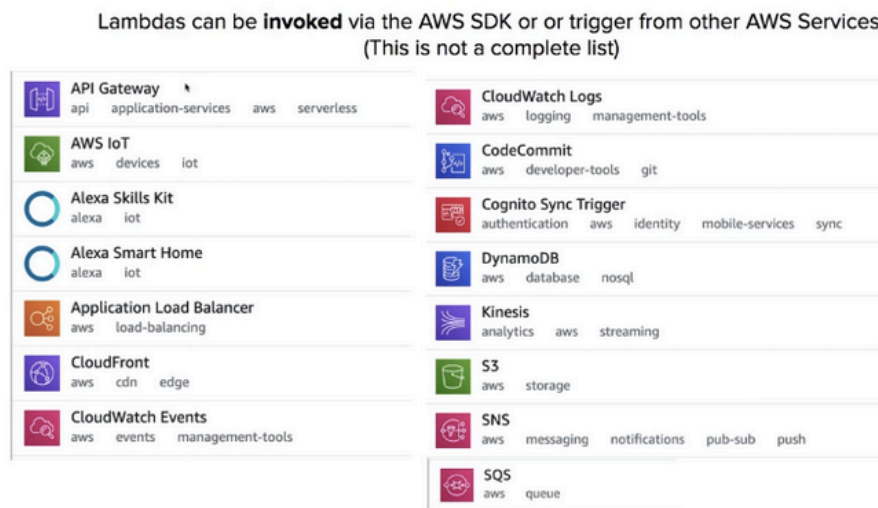 Lambdas can be invoked via the AWS SDK or or trigger from other AWS Services
(This is not a complete list)
API Gateway
api application-services aws serverless
AWS IoT
aws devices iot
Alexa Skills Kit
alexa iot
Alexa Smart Home
alexa iot
Application Load Balancer
aws load-balancing
CloudFront
aws cdn edge
CloudWatch Events
aws events management-tools
CloudWatch Logs
aws logging management-tools
CodeCommit
aws developer-tools git
Cognito Sync Trigger
authentication aws identity mobile-services sync
DynamoDB
aws database nosql
Kinesis
analytics aws streaming
S3
aws storage
SNS
aws messaging notifications pub-sub push
SQS
aws queue